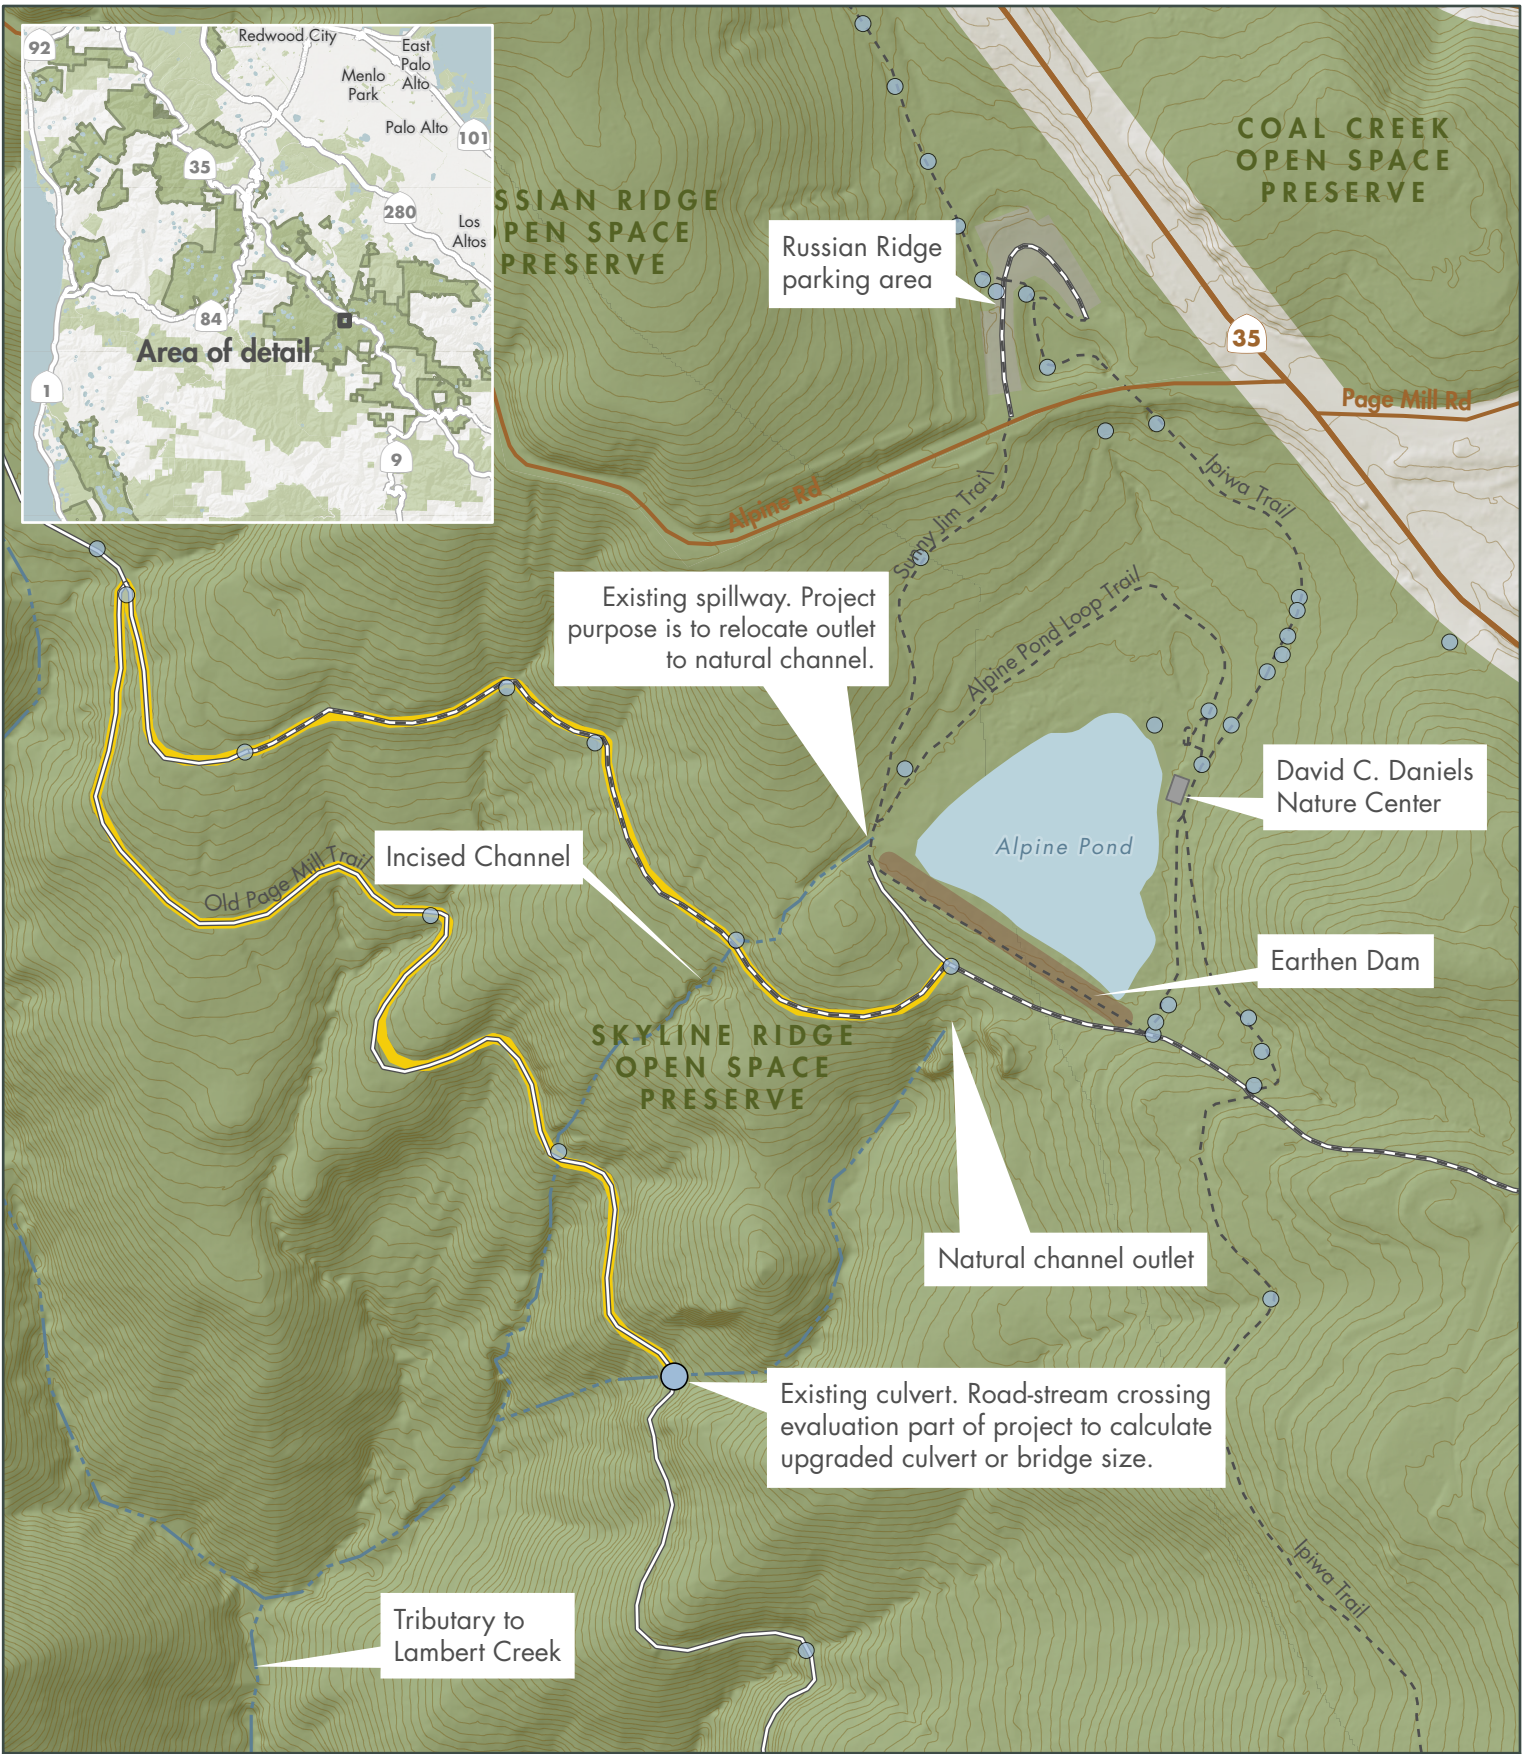 92
Redwood City
East
Palo
Alto
Menlo
Park
Palo Alto
101
35
280
Los
Altos
84
Area of detail
1
9
SSIAN RIDGE
OPEN SPACE
PRESERVE
COAL CREEK
OPEN SPACE
PRESERVE
Russian Ridge
parking area
35
Page Mill Rd
Alpine Rd
Sunny Jim Trail
Ipiwa Trail
Existing spillway. Project
purpose is to relocate outlet
to natural channel.
Alpine Pond Loop Trail
David C. Daniels
Nature Center
Alpine Pond
Incised Channel
Old Page Mill Trail
Earthen Dam
SKYLINE RIDGE
OPEN SPACE
PRESERVE
Natural channel outlet
Existing culvert. Road-stream crossing
evaluation part of project to calculate
upgraded culvert or bridge size.
Ipiwa Trail
Tributary to
Lambert Creek